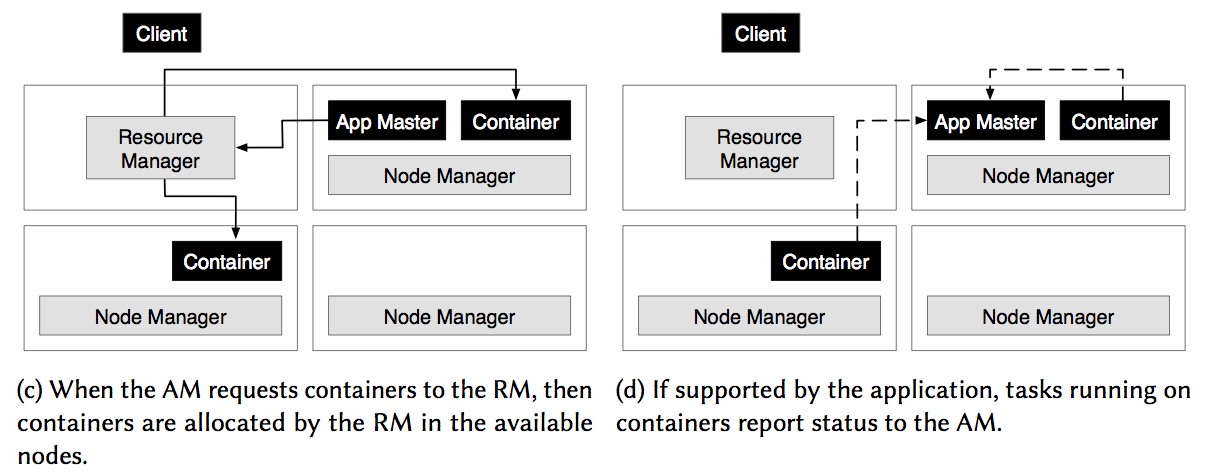 Client
Resource
Manager
App Master
Container
Node Manager
Container
Node Manager
Node Manager
(c) When the AM requests containers to the RM, then
containers are allocated by the RM in the available
nodes.
Client
Resource
Manager
App Master
Container
Node Manager
Container
Node Manager
Node Manager
(d) If supported by the application, tasks running on
containers report status to the AM.